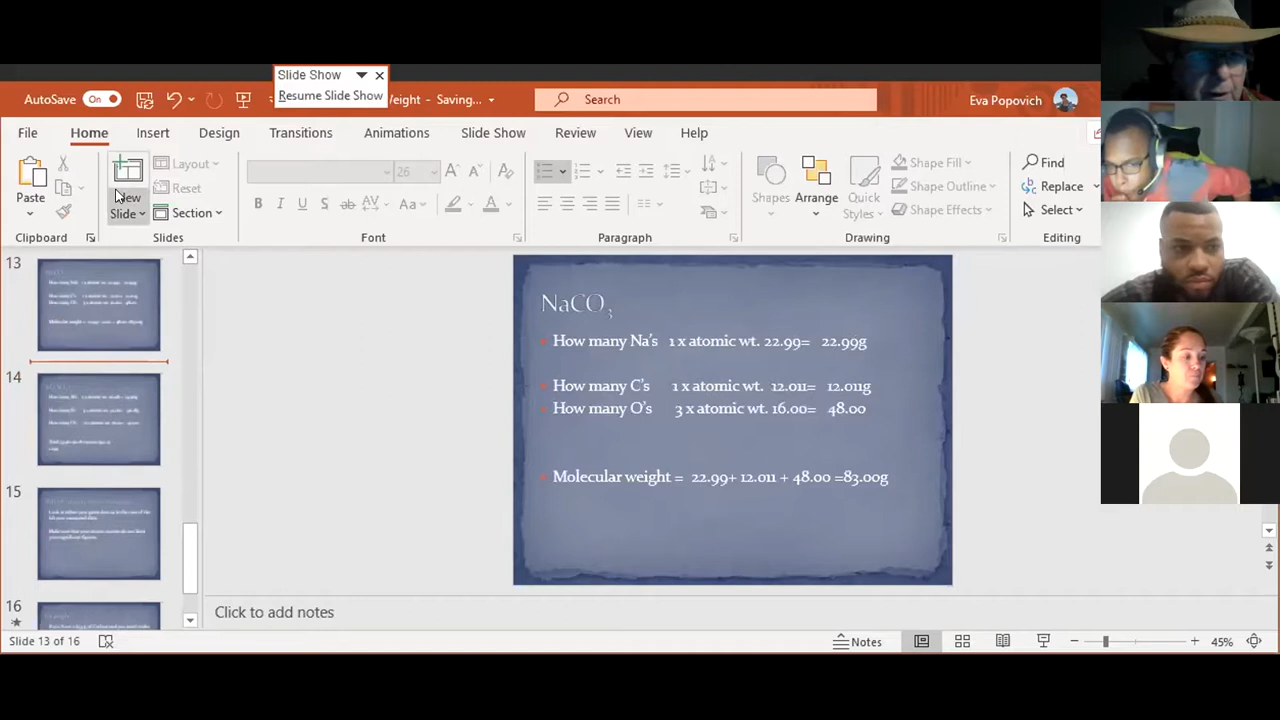 Slide Show
Resume Slide Show
AutoSave On
eight - Saving...
Search
Eva Popovich
File Home Insert Design Transitions Animations Slide Show Review View Help
Paste
New
Slide
Layout
Reset
Section
26
B I U S ab AV Aa A
Shapes
Arrange
Quick
Styles
Shape Fill
Shape Outline
Shape Effects
Find
Replace
Select
Clipboard Slides Font Paragraph Drawing Editing
13
14
15
16
NaCO3
How many Na's 1 x atomic wt. 22.99= 22.99g
How many C's 1 x atomic wt. 12.011= 12.011g
How many O's 3 x atomic wt. 16.00= 48.00
Molecular weight = 22.99+ 12.011 + 48.00 =83.00g
Click to add notes
Slide 13 of 16
Notes
45%